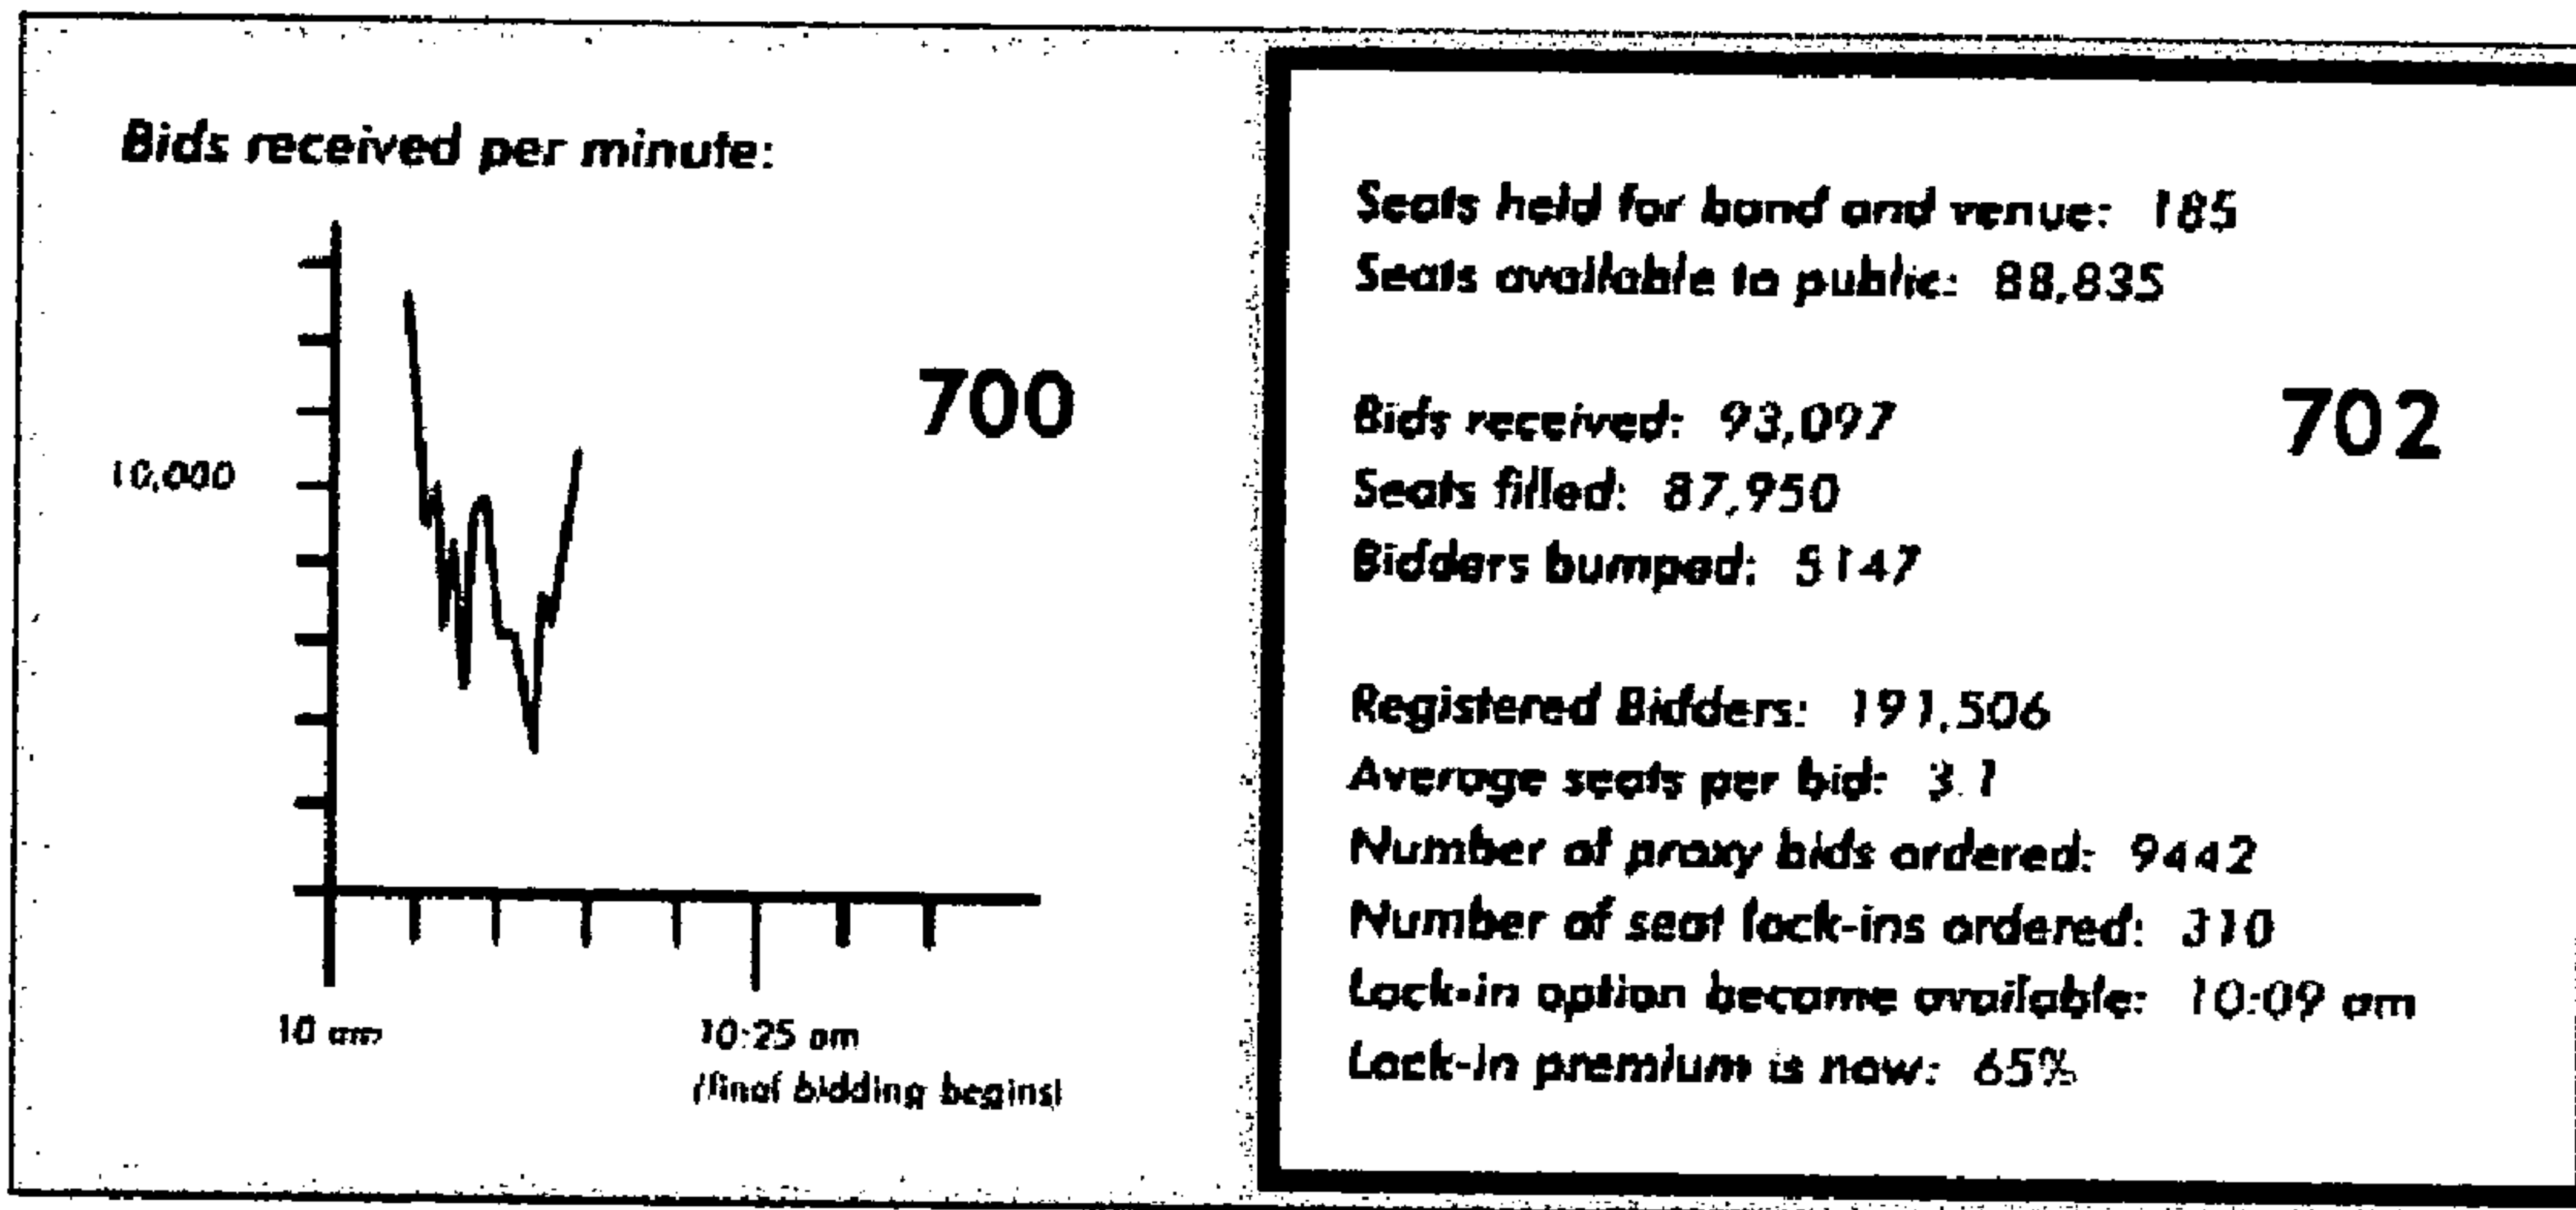 Bids received per minute:
700
10,000
10 am
10:25 am
(final bidding begins)
Seats held for band and venue: 185
Seats available to public: 88,835
702
Bids received: 93,097
Seats filled: 87,950
Bidders bumped: 5147
Registered Bidders: 191,506
Average seats per bid: 3.1
Number of proxy bids ordered: 9442
Number of seat lock-ins ordered: 310
Lock-in option became available: 10:09 am
Lock-in premium is now: 65%